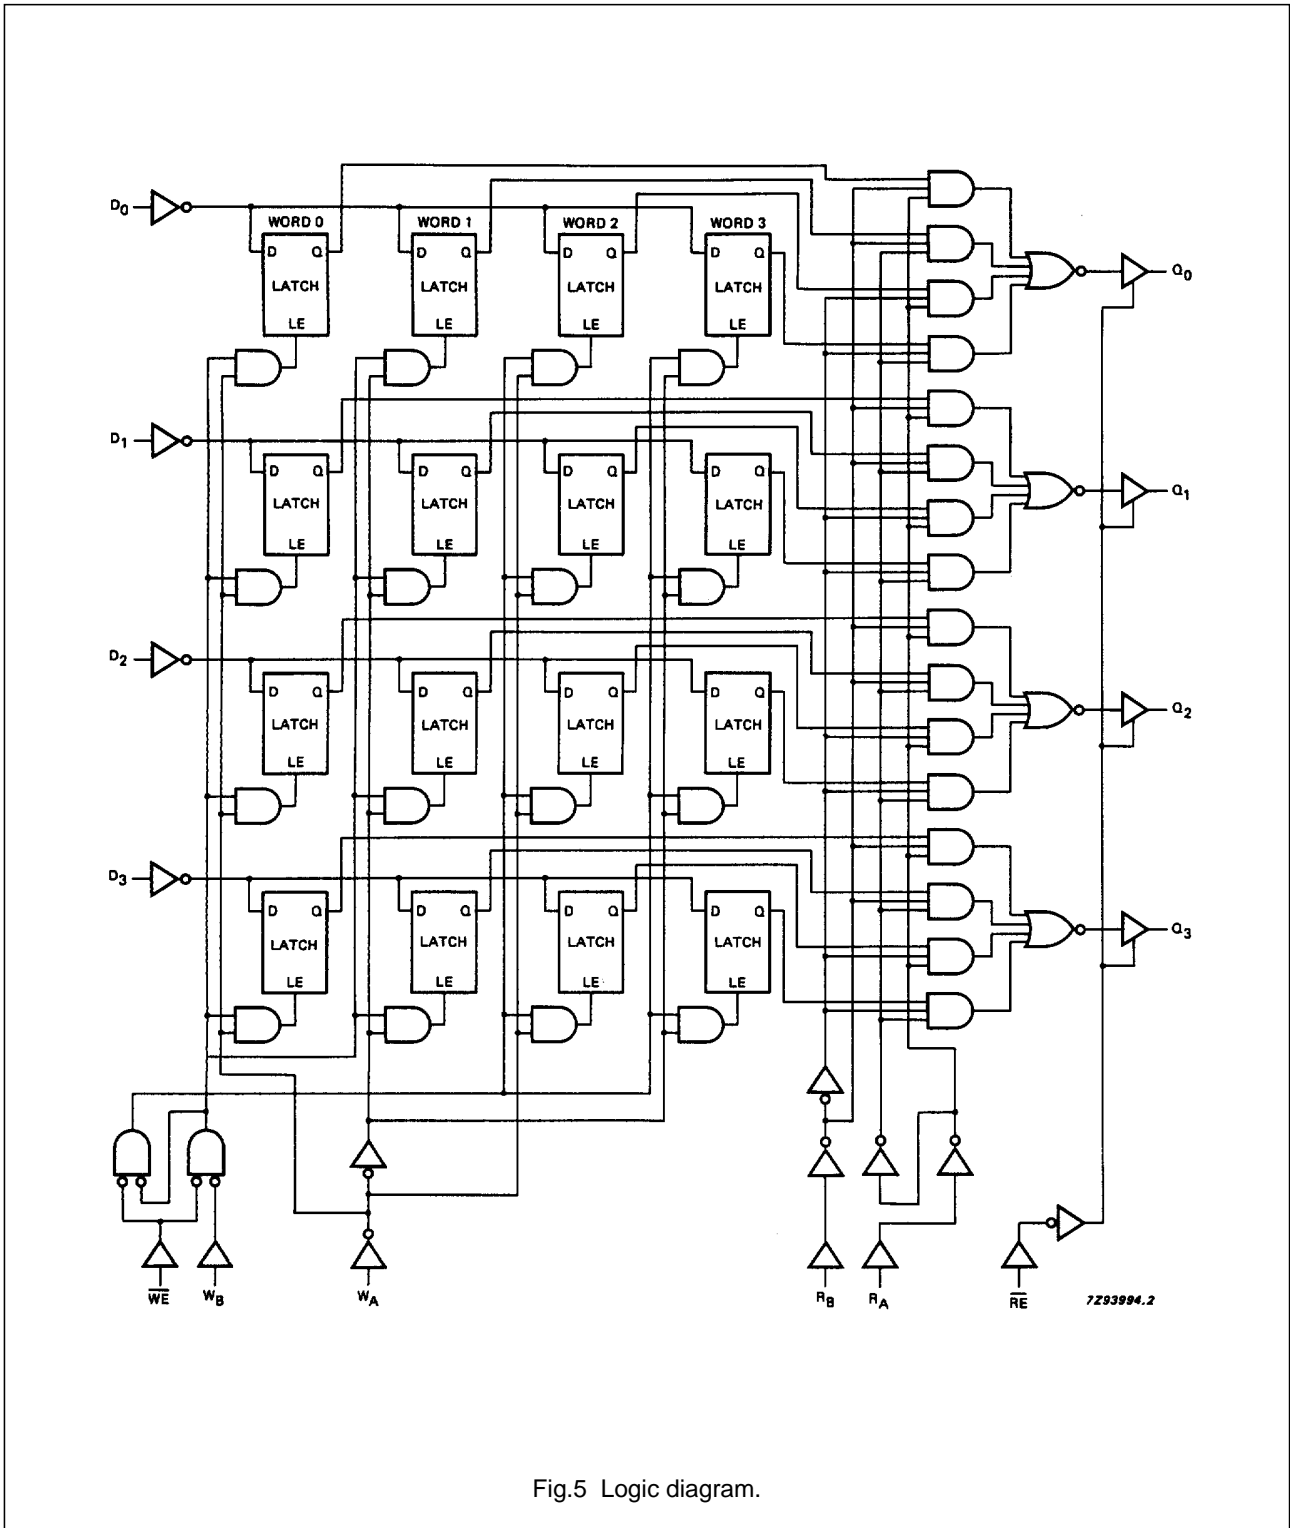 D0
WORD 0 WORD 1 WORD 2 WORD 3
D Q D Q D Q D Q
Q0
LATCH LATCH LATCH LATCH
LE LE LE LE
D1
D Q D Q D Q D Q
Q1
LATCH LATCH LATCH LATCH
LE LE LE LE
D2
D Q D Q D Q D Q
Q2
LATCH LATCH LATCH LATCH
LE LE LE LE
D3
D Q D Q D Q D Q
Q3
LATCH LATCH LATCH LATCH
LE LE LE LE
WE WB WA RB RA RE 7Z93994.2
Fig.5 Logic diagram.